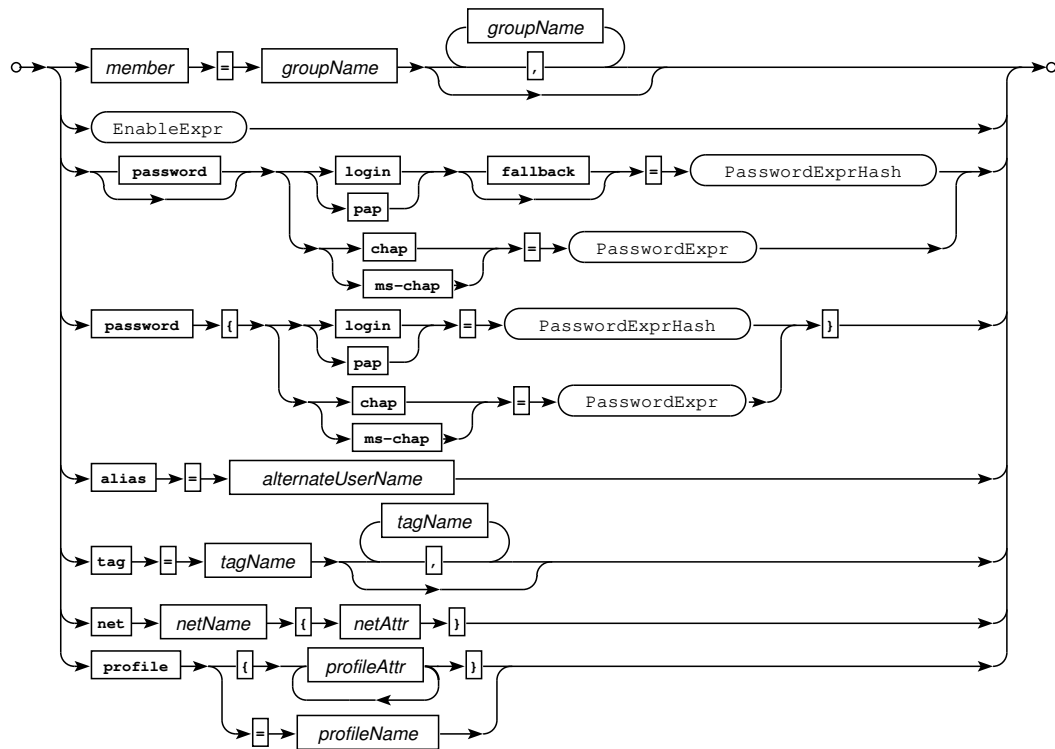 groupName
member = groupName ,
EnableExpr
password login fallback = PasswordExprHash
pap
chap = PasswordExpr
ms-chap
password { login = PasswordExprHash }
pap
chap = PasswordExpr
ms-chap
alias = alternateUserName
tagName
tag = tagName ,
net netName { netAttr }
profile { profileAttr }
= profileName